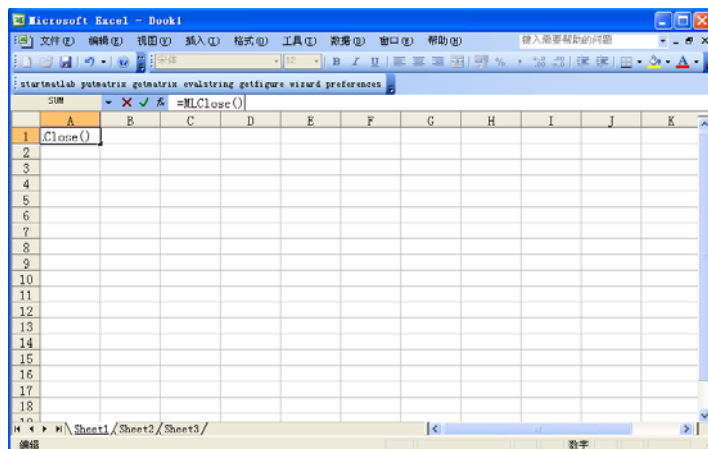 Microsoft Excel - Book1
文件(F) 编辑(E) 视图(V) 插入(I) 格式(O) 工具(T) 数据(D) 窗口(W) 帮助(H) 键入需要帮助的问题
宋体 12 B I U
startmatlab putmatrix getmatrix evalstring getfigure wizard preferences
SUM =MLClose()
A B C D E F G H I J K
1 .Close()
2
3
4
5
6
7
8
9
10
11
12
13
14
15
16
17
18
Sheet1 Sheet2 Sheet3
编辑 数字